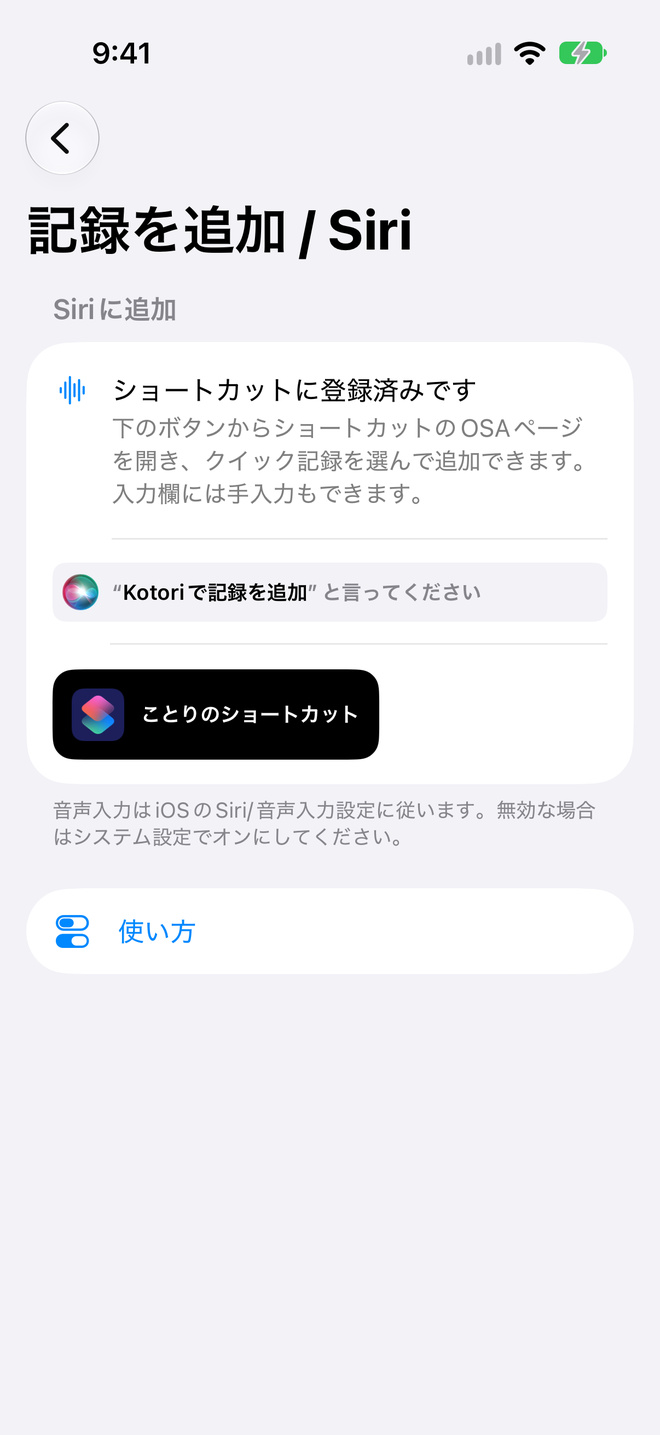 9:41
記録を追加 / Siri
Siriに追加
ショートカットに登録済みです
下のボタンからショートカットのOSAページ
を開き、クイック記録を選んで追加できます。
入力欄には手入力もできます。
“Kotoriで記録を追加” と言ってください
ことりのショートカット
音声入力はiOSのSiri/音声入力設定に従います。無効な場合
はシステム設定でオンにしてください。
使い方